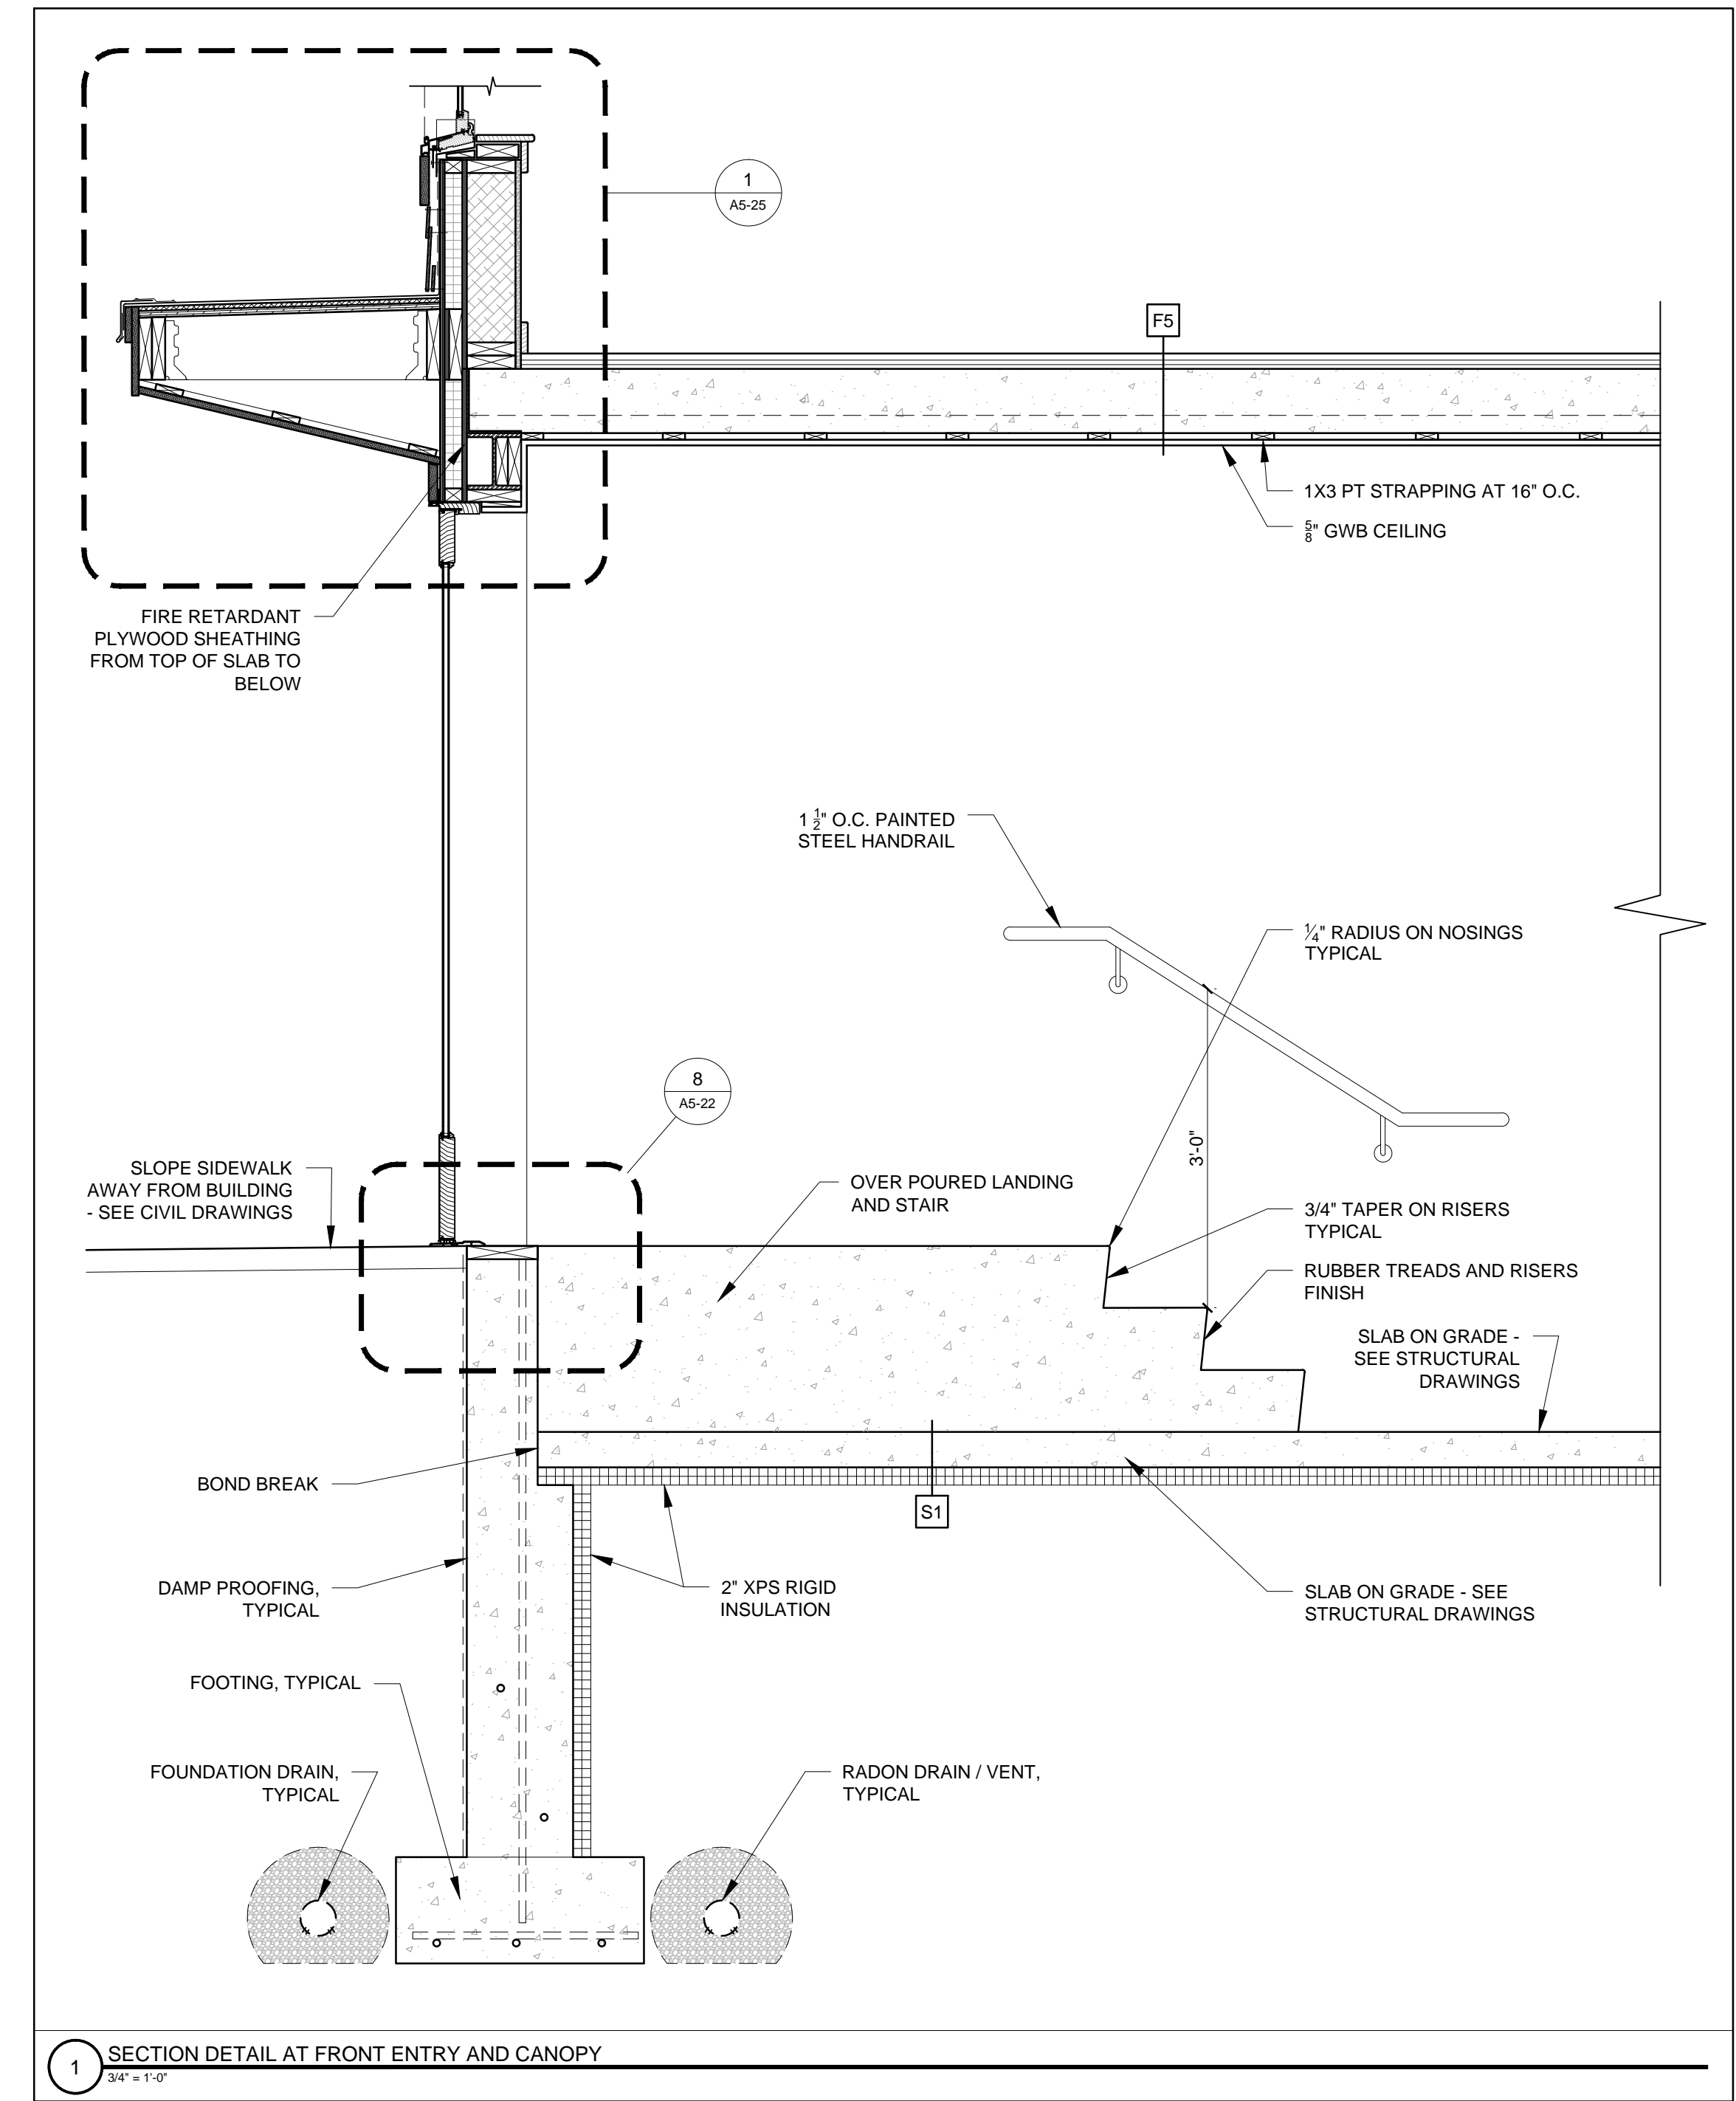 1
A5-25
F5
1X3 PT STRAPPING AT 16" O.C.
5/8" GWB CEILING
FIRE RETARDANT
PLYWOOD SHEATHING
FROM TOP OF SLAB TO
BELOW
1 1/2" O.C. PAINTED
STEEL HANDRAIL
1/4" RADIUS ON NOSINGS
TYPICAL
8
A5-22
3'-0"
SLOPE SIDEWALK
AWAY FROM BUILDING
- SEE CIVIL DRAWINGS
OVER POURED LANDING
AND STAIR
3/4" TAPER ON RISERS
TYPICAL
RUBBER TREADS AND RISERS
FINISH
SLAB ON GRADE -
SEE STRUCTURAL
DRAWINGS
BOND BREAK
S1
DAMP PROOFING,
TYPICAL
2" XPS RIGID
INSULATION
SLAB ON GRADE - SEE
STRUCTURAL DRAWINGS
FOOTING, TYPICAL
FOUNDATION DRAIN,
TYPICAL
RADON DRAIN / VENT,
TYPICAL
1
SECTION DETAIL AT FRONT ENTRY AND CANOPY
3/4" = 1'-0"